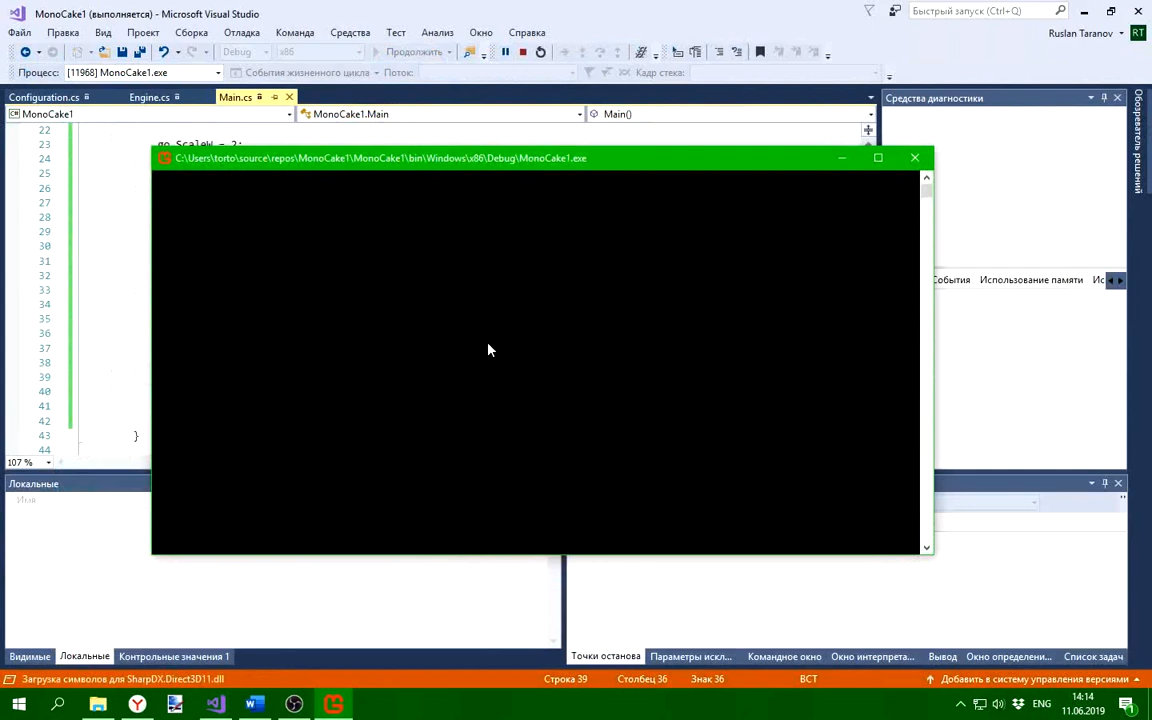 MonoCake1 (выполняется) - Microsoft Visual Studio
Быстрый запуск (Ctrl+Q)
Файл Правка Вид Проект Сборка Отладка Команда Средства Тест Анализ Окно Справка
Ruslan Taranov RT
Debug x86 Продолжить
Процесс: [11968] MonoCake1.exe События жизненного цикла Поток: Кадр стека:
Configuration.cs Engine.cs Main.cs
Средства диагностики
MonoCake1 MonoCake1.Main Main()
Обозреватель решений
22
23 go.ScaleW = 2;
C:\Users\torto\source\repos\MonoCake1\MonoCake1\bin\Windows\x86\Debug\MonoCake1.exe
25
26
27
28
29
30
31
32
33
34
35
36
37
38
39
40
41
42
43 }
44
События Использование памяти Ис
107 %
Локальные
Имя
Видимые Локальные Контрольные значения 1
Точки останова Параметры искл... Командное окно Окно интерпрета... Вывод Окно определени... Список задач
Загрузка символов для SharpDX.Direct3D11.dll Строка 39 Столбец 36 Знак 36 ВСТ Добавить в систему управления версиями
ENG 14:14
11.06.2019